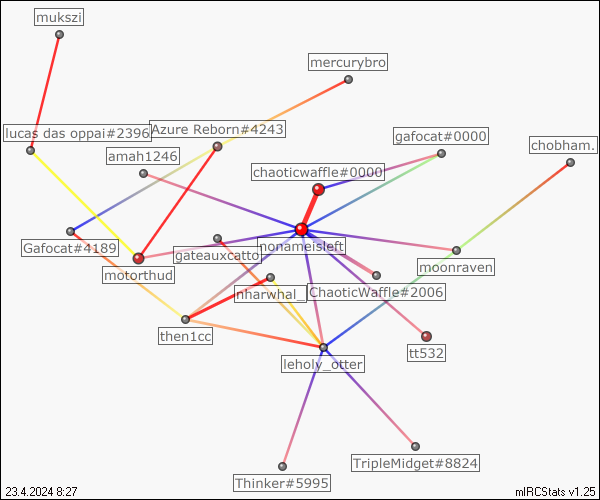 mukszi
mercurybro
lucas das oppai#2396
Azure Reborn#4243
gafocat#0000
chobham.
amah1246
chaoticwaffle#0000
Gafocat#4189
gateauxcatto
nonameisleft
moonraven
motorthud
nharwhal_
ChaoticWaffle#2006
then1cc
tt532
leholy_otter
TripleMidget#8824
Thinker#5995
23.4.2024 8:27
mIRCStats v1.25